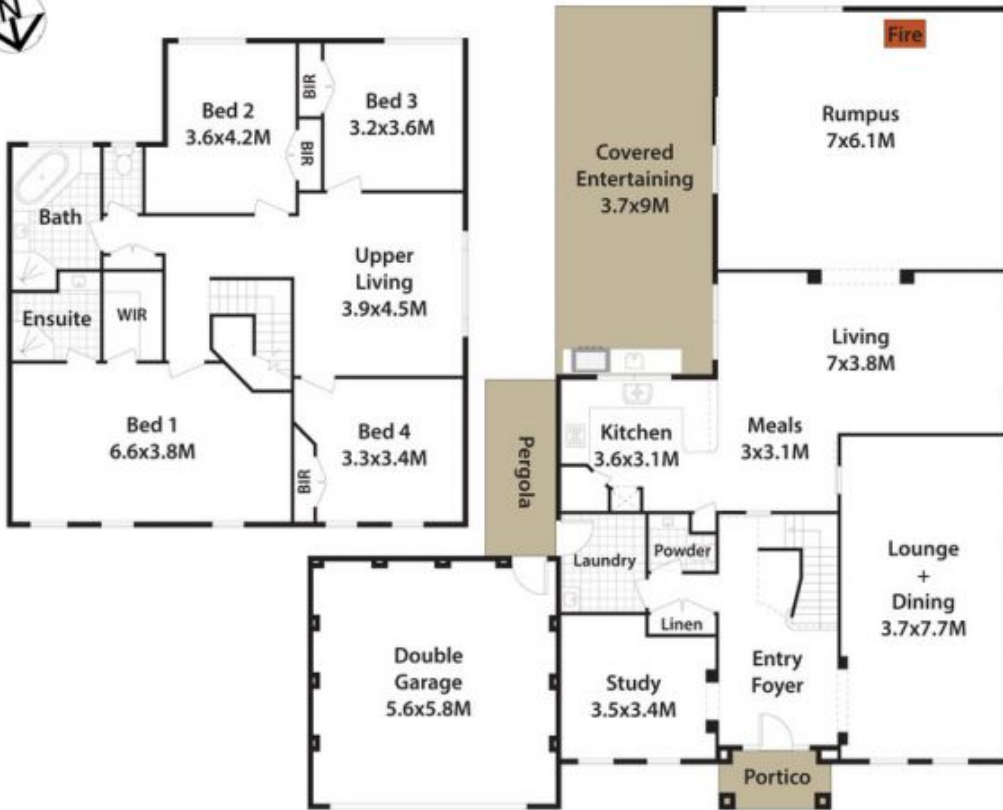 N
Bed 2
3.6x4.2M
BIR
BIR
Bed 3
3.2x3.6M
Bath
Upper
Living
3.9x4.5M
Ensuite
WIR
Bed 1
6.6x3.8M
BIR
Bed 4
3.3x3.4M
Fire
Rumpus
7x6.1M
Covered
Entertaining
3.7x9M
Living
7x3.8M
Kitchen
3.6x3.1M
Meals
3x3.1M
Pergola
Laundry
Powder
Linen
Lounge
+
Dining
3.7x7.7M
Double
Garage
5.6x5.8M
Study
3.5x3.4M
Entry
Foyer
Portico